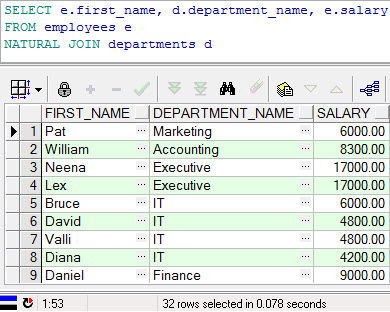 SELECT e.first_name, d.department_name, e.salary
FROM employees e
NATURAL JOIN departments d
FIRST_NAME DEPARTMENT_NAME SALARY
1 Pat ... Marketing ... 6000.00
2 William ... Accounting ... 8300.00
3 Neena ... Executive ... 17000.00
4 Lex ... Executive ... 17000.00
5 Bruce ... IT ... 6000.00
6 David ... IT ... 4800.00
7 Valli ... IT ... 4800.00
8 Diana ... IT ... 4200.00
9 Daniel ... Finance ... 9000.00
1:53 32 rows selected in 0.078 seconds